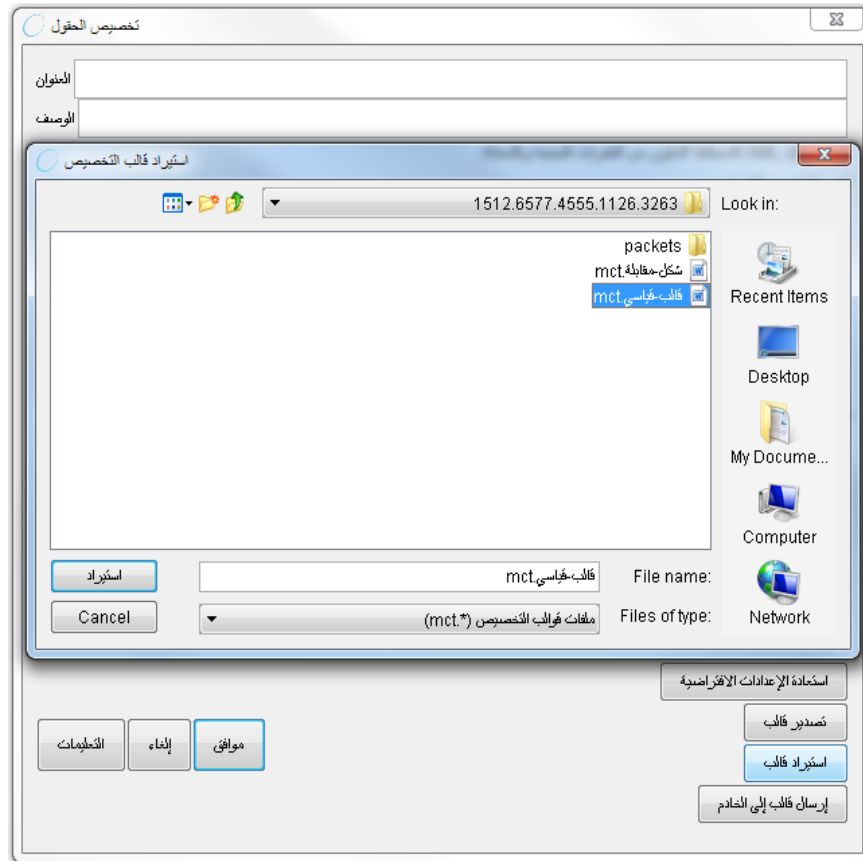 تخصيص الحقول
العنوان
الوصف
استيراد قالب التخصيص
Look in:
1512.6577.4555.1126.3263
packets
شكل-مقابلة.mct
قالب-قياسي.mct
Recent Items
Desktop
My Docume...
Computer
Network
File name:
قالب-قياسي.mct
استيراد
Files of type:
ملفات قوالب التخصيص (*.mct)
Cancel
استعادة الإعدادات الافتراضية
تصدير قالب
استيراد قالب
إرسال قالب إلى الخادم
موافق
إلغاء
التعليمات